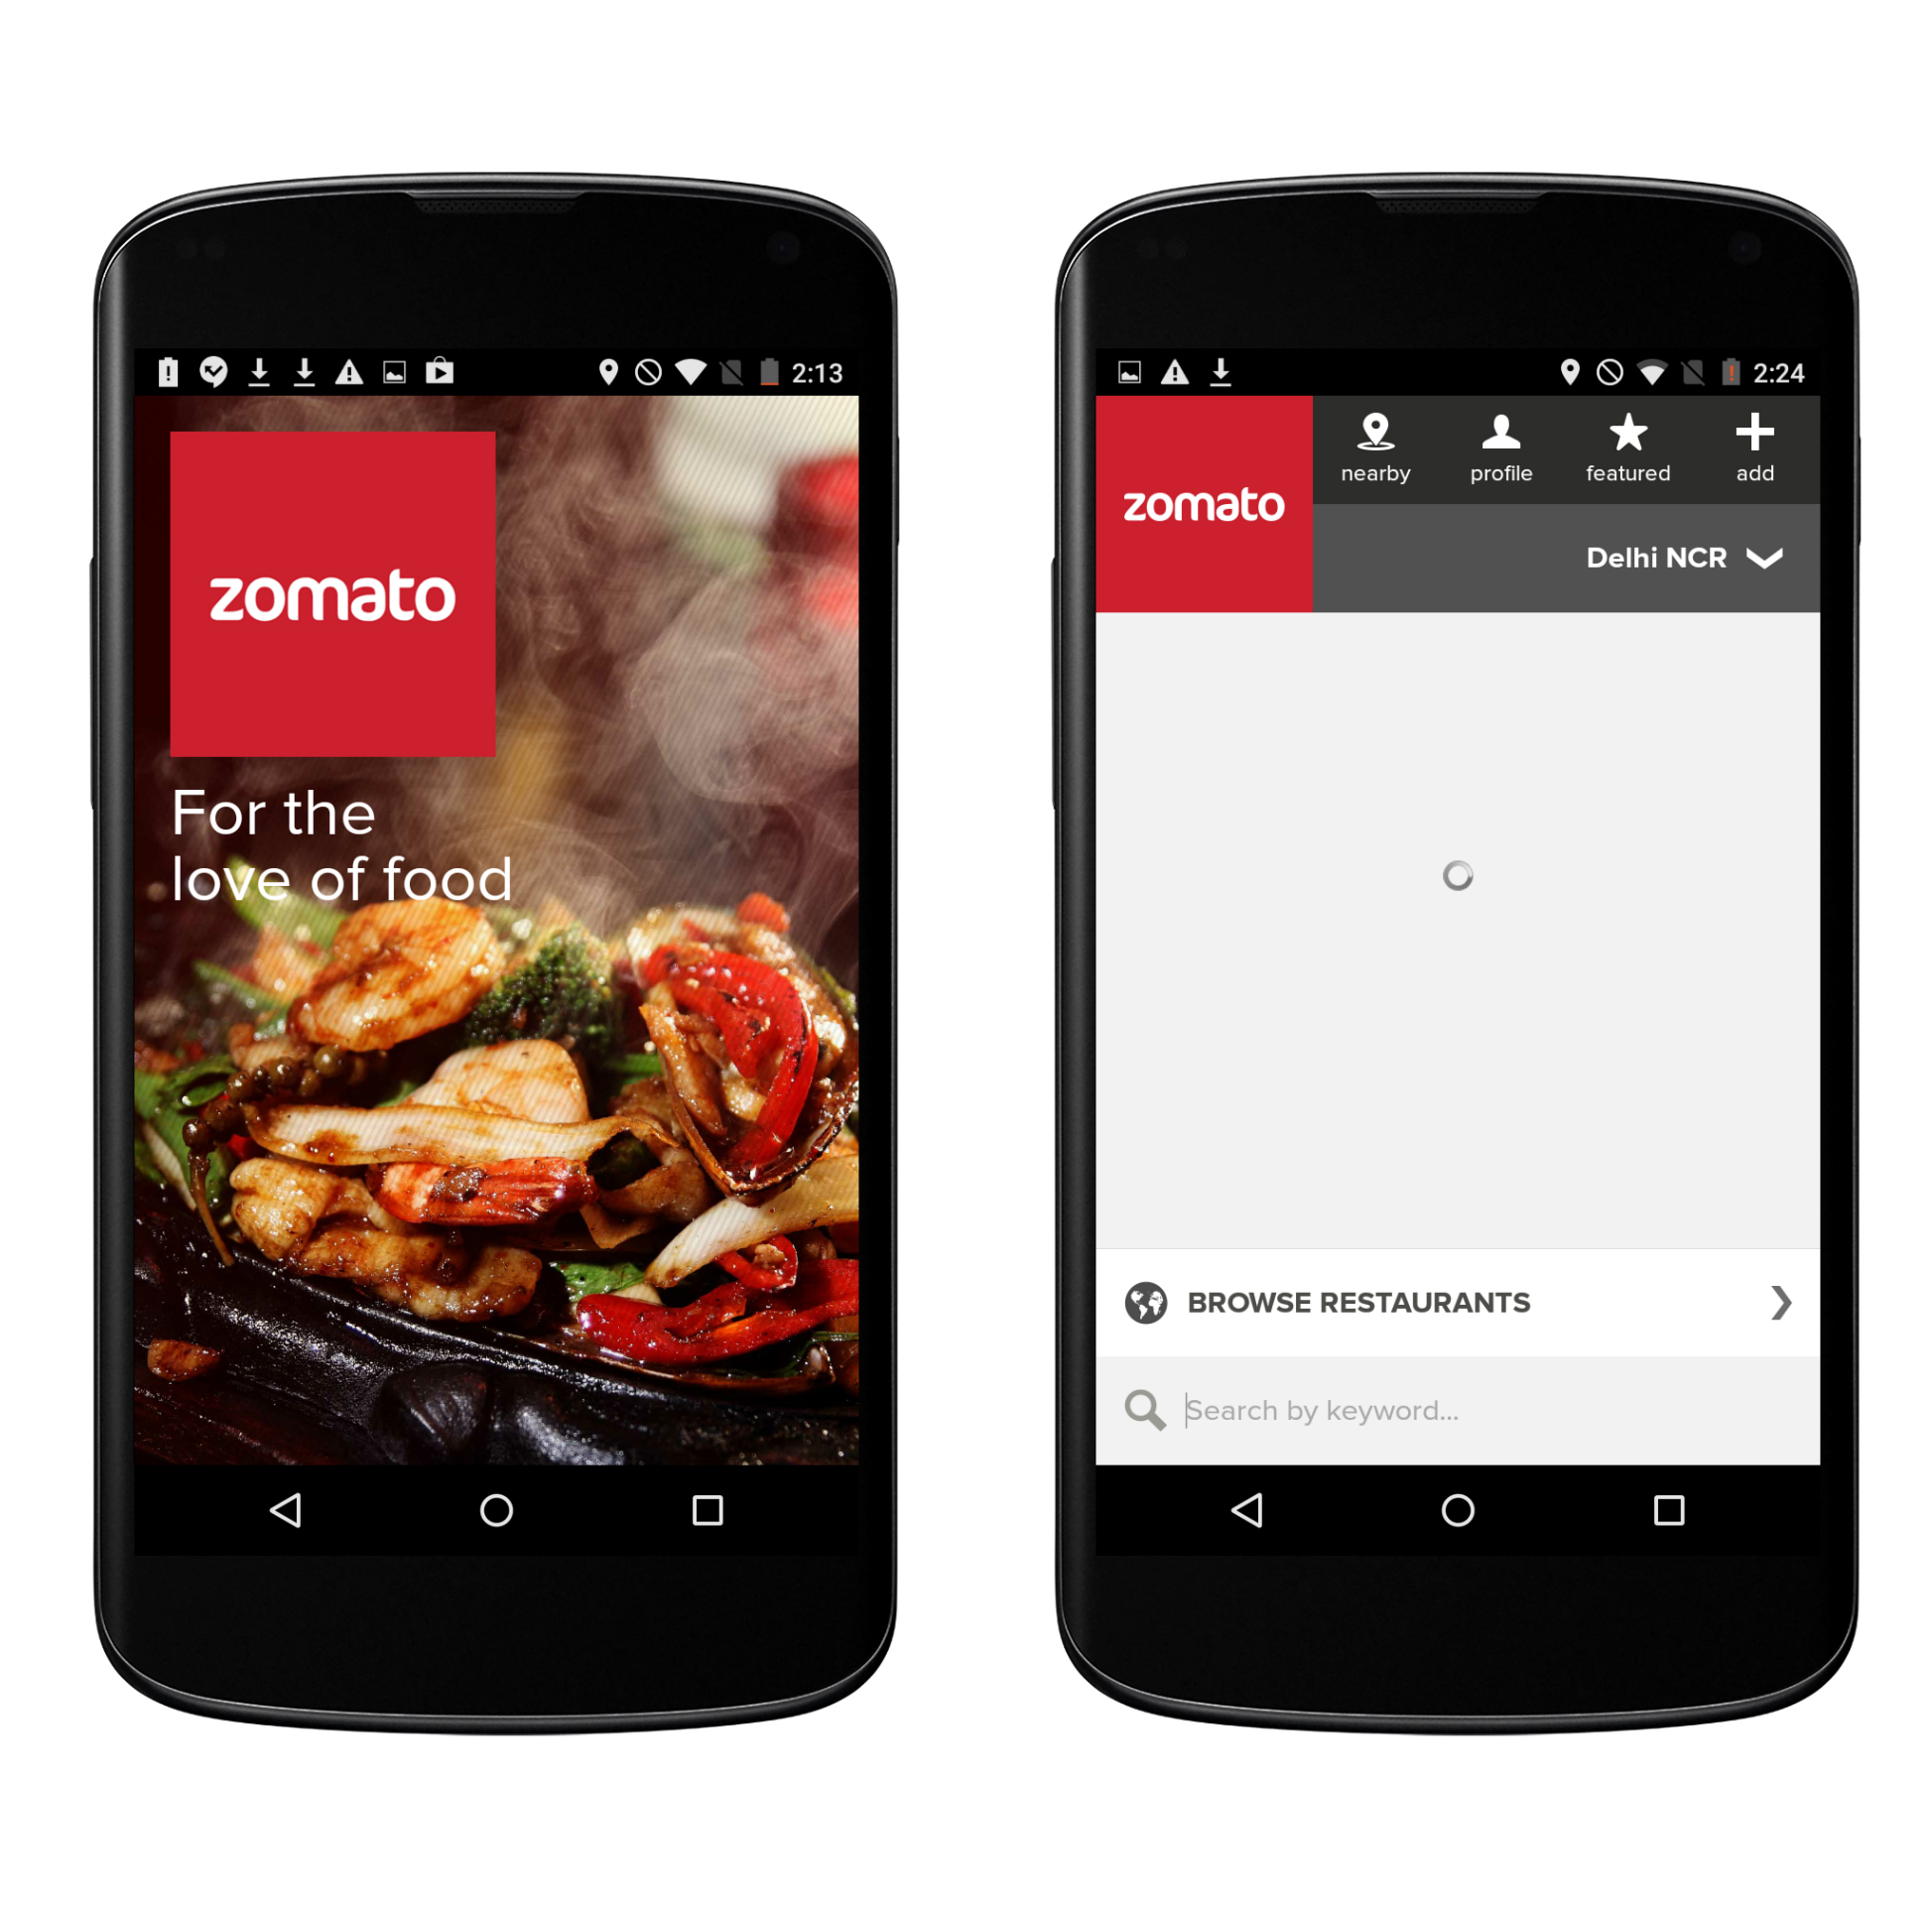 2:13
zomato
For the
love of food
2:24
nearby profile featured add
zomato
Delhi NCR
BROWSE RESTAURANTS
Search by keyword...